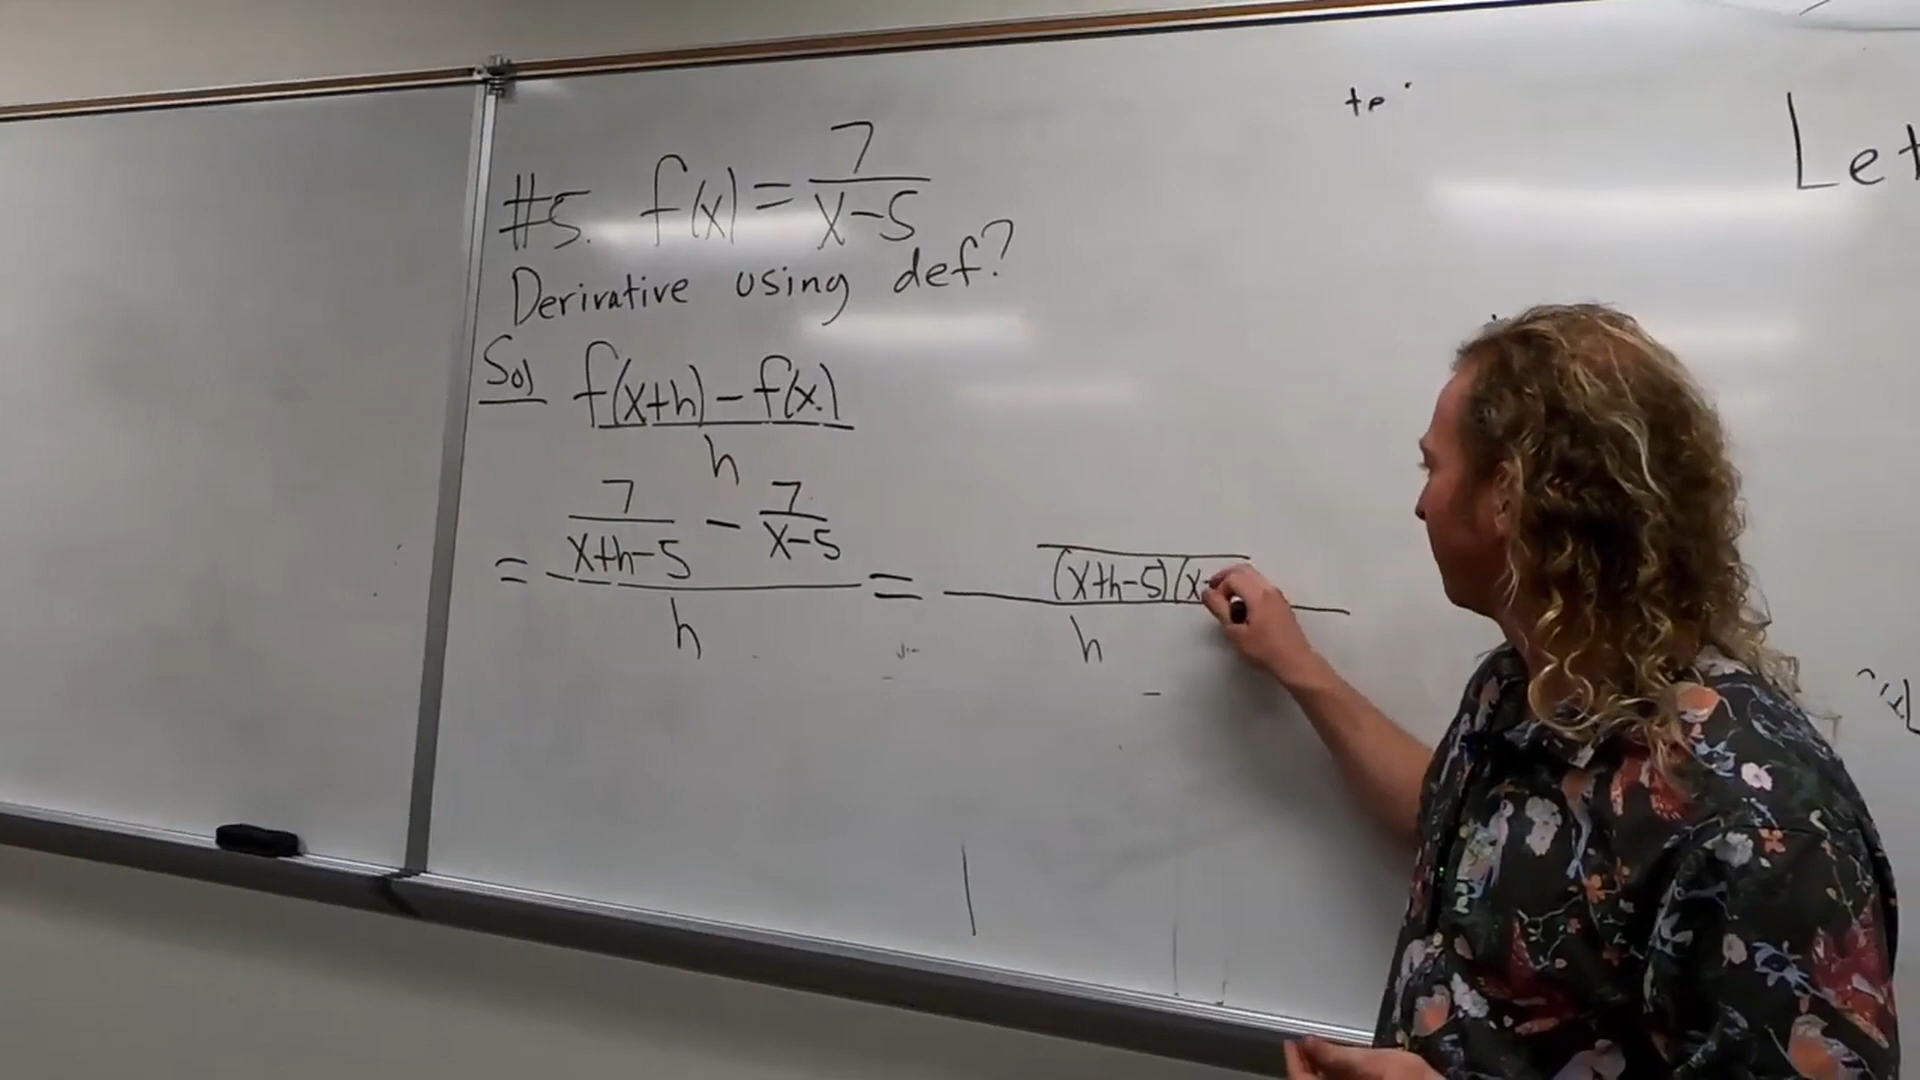 #5. f(x) = 7/(x-5)
Derivative using def?
Sol f(x+h) - f(x)
h
= 7/(x+h-5) - 7/(x-5) = (x+h-5)(x-
h h
Let